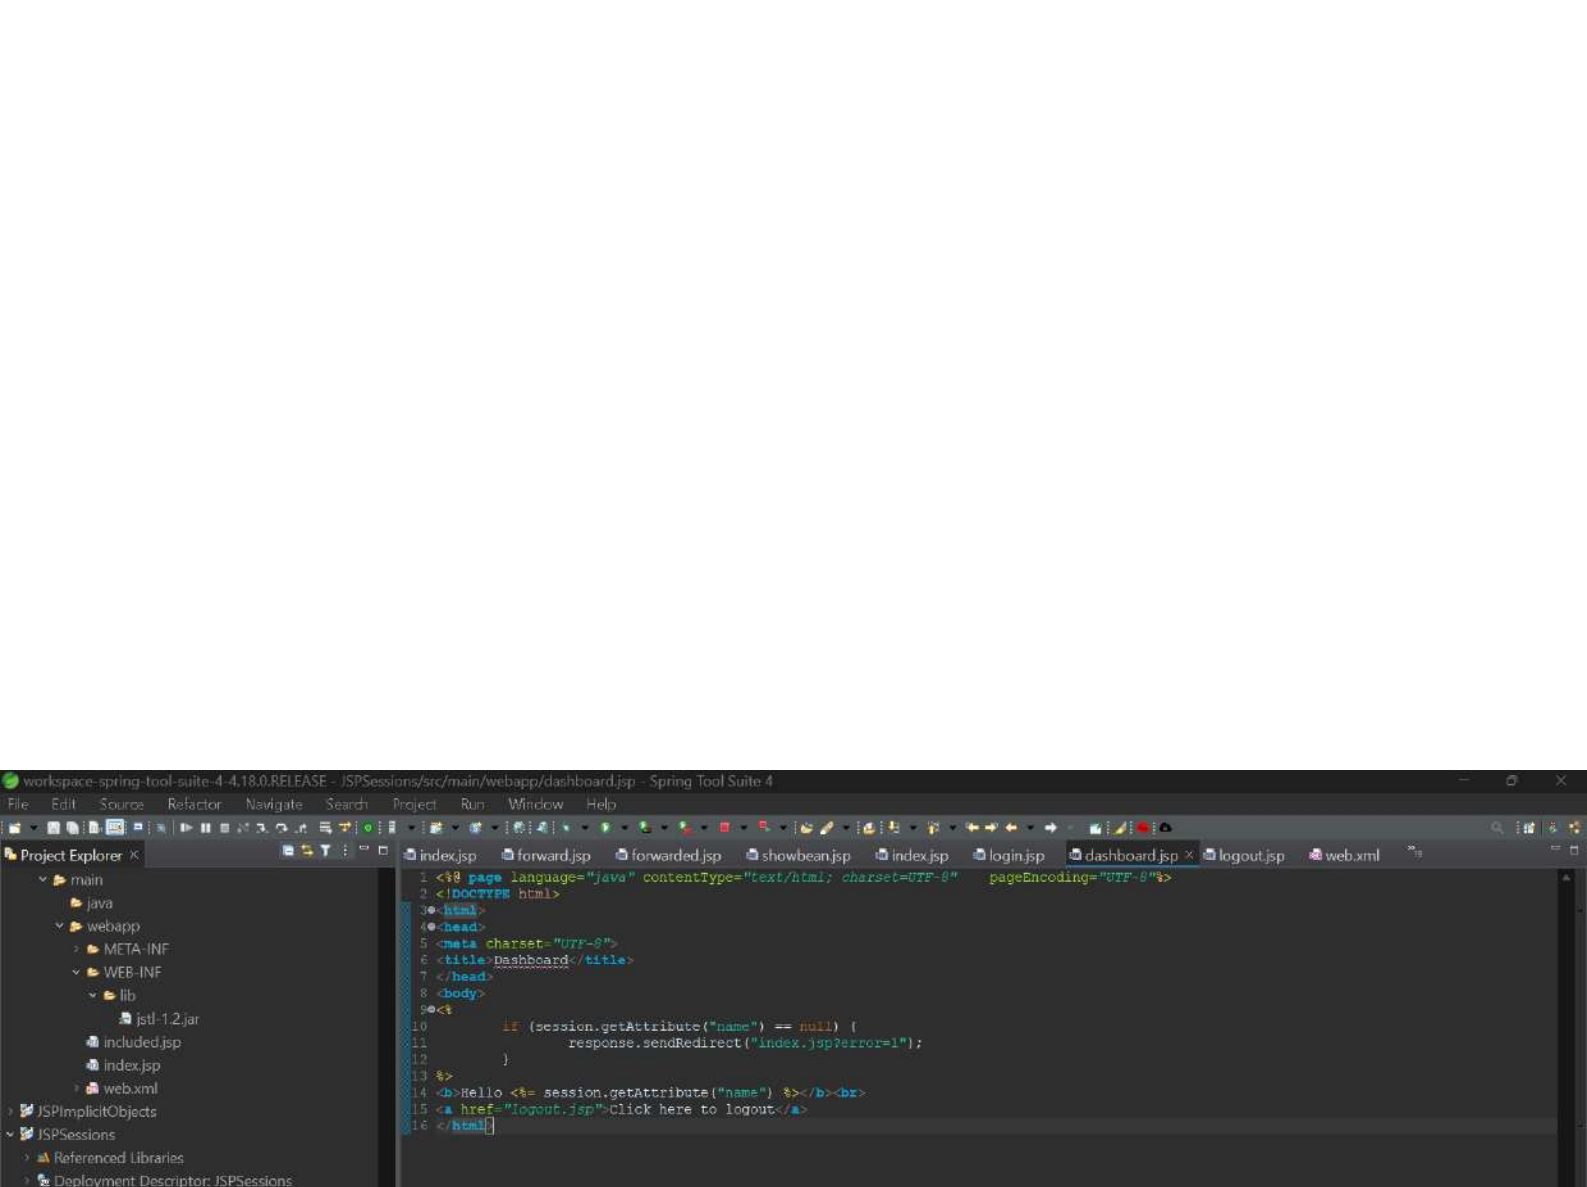 workspace-spring-tool-suite-4-4.18.0.RELEASE - JSPSessions/src/main/webapp/dashboard.jsp - Spring Tool Suite 4
File Edit Source Refactor Navigate Search Project Run Window Help
Project Explorer
index.jsp forward.jsp forwarded.jsp showbean.jsp index.jsp login.jsp dashboard.jsp logout.jsp web.xml
main
java
webapp
META-INF
WEB-INF
lib
jstl-1.2.jar
included.jsp
index.jsp
web.xml
JSPImplicitObjects
JSPSessions
Referenced Libraries
Deployment Descriptor: JSPSessions
1 <%@ page language="java" contentType="text/html; charset=UTF-8" pageEncoding="UTF-8"%>
2 <!DOCTYPE html>
3 <html>
4 <head>
5 <meta charset="UTF-8">
6 <title>Dashboard</title>
7 </head>
8 <body>
9 <%
10 if (session.getAttribute("name") == null) {
11 response.sendRedirect("index.jsp?error=1");
12 }
13 %>
14 <b>Hello <%= session.getAttribute("name") %></b><br>
15 <a href="logout.jsp">Click here to logout</a>
16 </html>